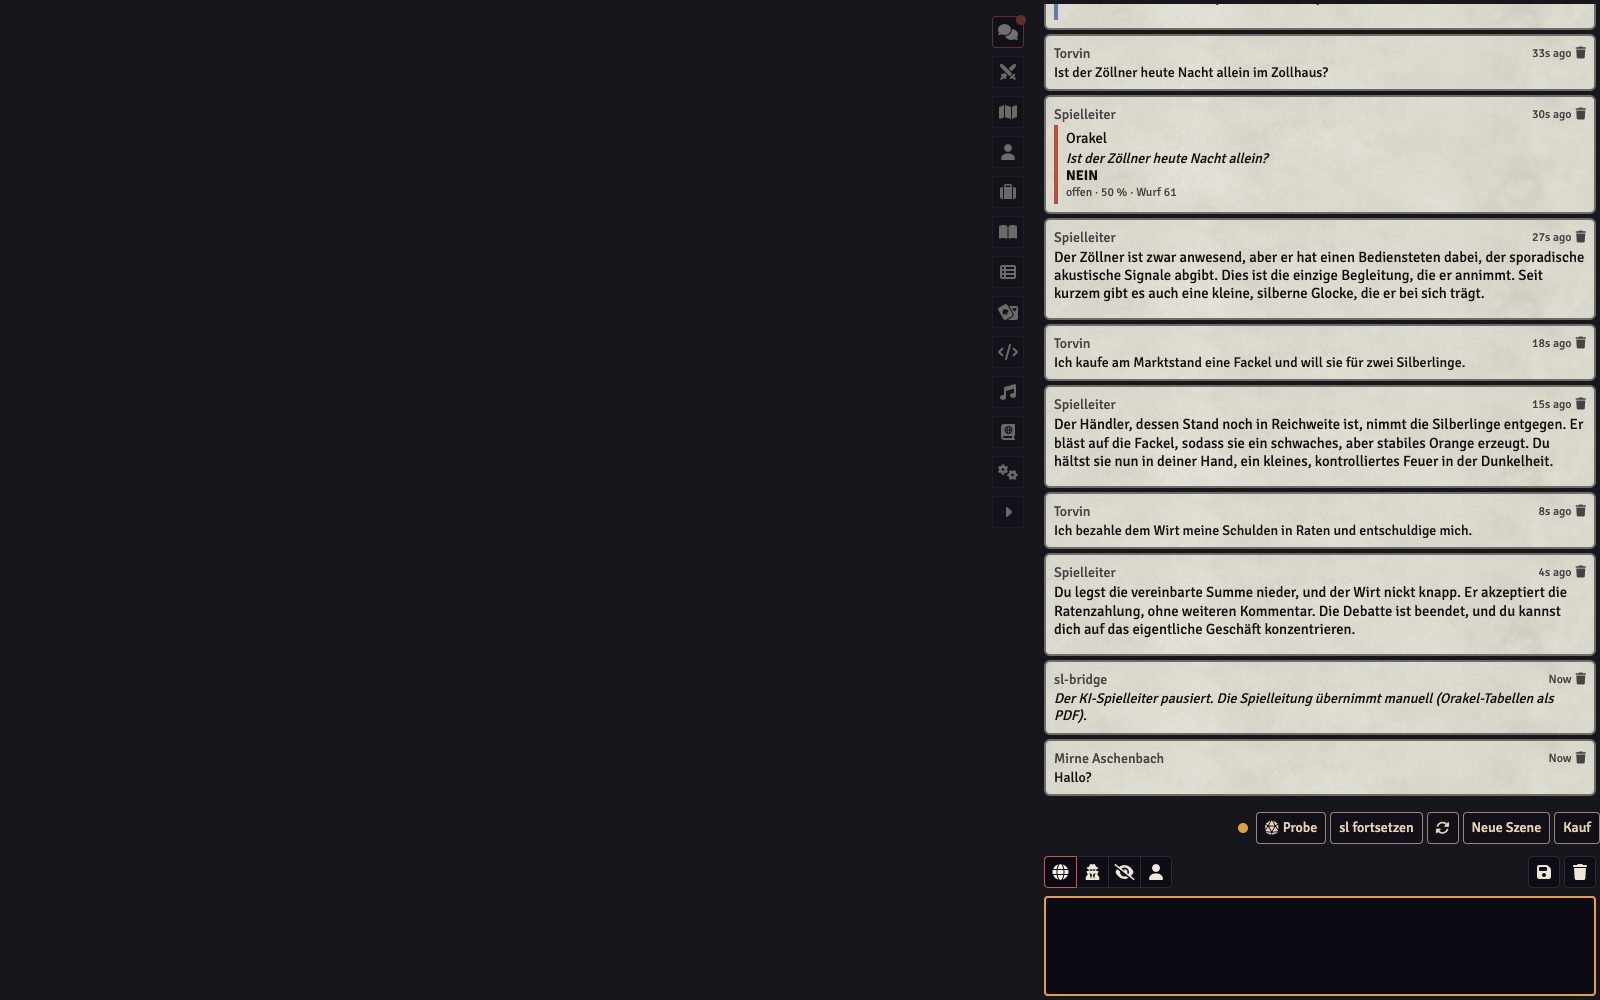 Torvin
33s ago
Ist der Zöllner heute Nacht allein im Zollhaus?
Spielleiter
30s ago
Orakel
Ist der Zöllner heute Nacht allein?
NEIN
offen · 50 % · Wurf 61
Spielleiter
27s ago
Der Zöllner ist zwar anwesend, aber er hat einen Bediensteten dabei, der sporadische
akustische Signale abgibt. Dies ist die einzige Begleitung, die er annimmt. Seit
kurzem gibt es auch eine kleine, silberne Glocke, die er bei sich trägt.
Torvin
18s ago
Ich kaufe am Marktstand eine Fackel und will sie für zwei Silberlinge.
Spielleiter
15s ago
Der Händler, dessen Stand noch in Reichweite ist, nimmt die Silberlinge entgegen. Er
bläst auf die Fackel, sodass sie ein schwaches, aber stabiles Orange erzeugt. Du
hältst sie nun in deiner Hand, ein kleines, kontrolliertes Feuer in der Dunkelheit.
Torvin
8s ago
Ich bezahle dem Wirt meine Schulden in Raten und entschuldige mich.
Spielleiter
4s ago
Du legst die vereinbarte Summe nieder, und der Wirt nickt knapp. Er akzeptiert die
Ratenzahlung, ohne weiteren Kommentar. Die Debatte ist beendet, und du kannst
dich auf das eigentliche Geschäft konzentrieren.
sl-bridge
Now
Der KI-Spielleiter pausiert. Die Spielleitung übernimmt manuell (Orakel-Tabellen als
PDF).
Mirne Aschenbach
Now
Hallo?
Probe
sl fortsetzen
Neue Szene
Kauf